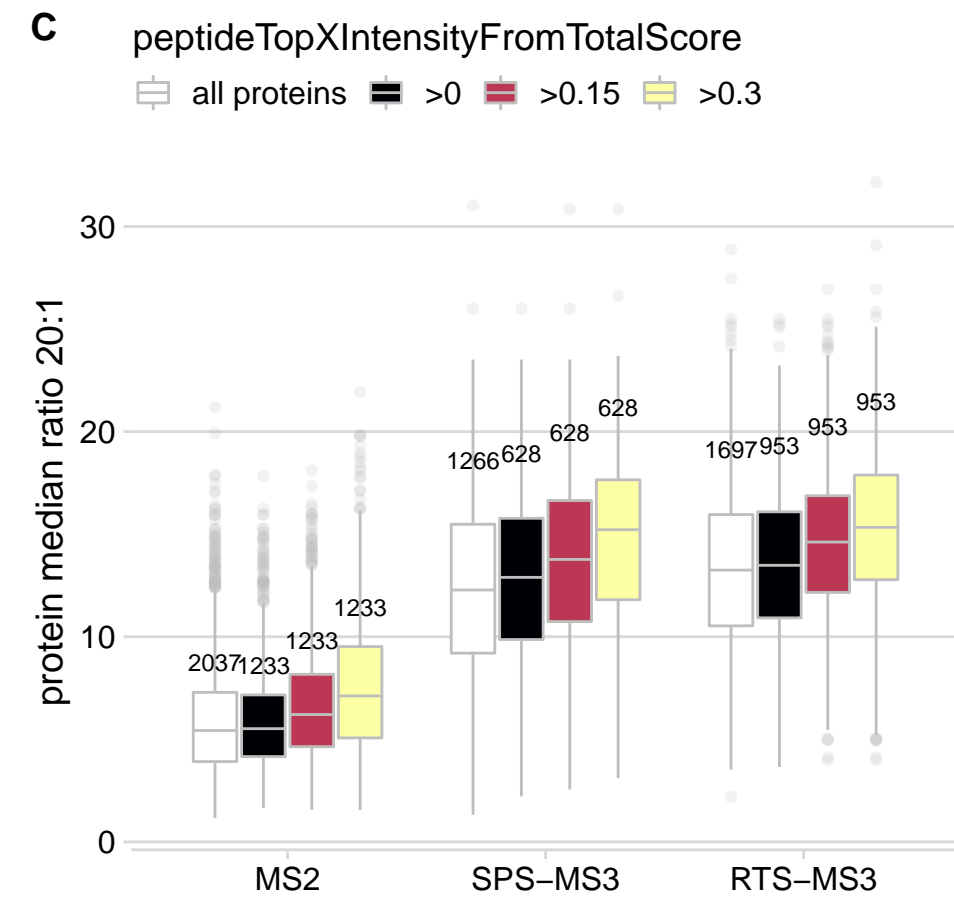 C
peptideTopXIntensityFromTotalScore
all proteins >0 >0.15 >0.3
protein median ratio 20:1
30
20
10
0
2037 1233 1233 1233
1266 628 628 628
1697 953 953 953
MS2 SPS−MS3 RTS−MS3